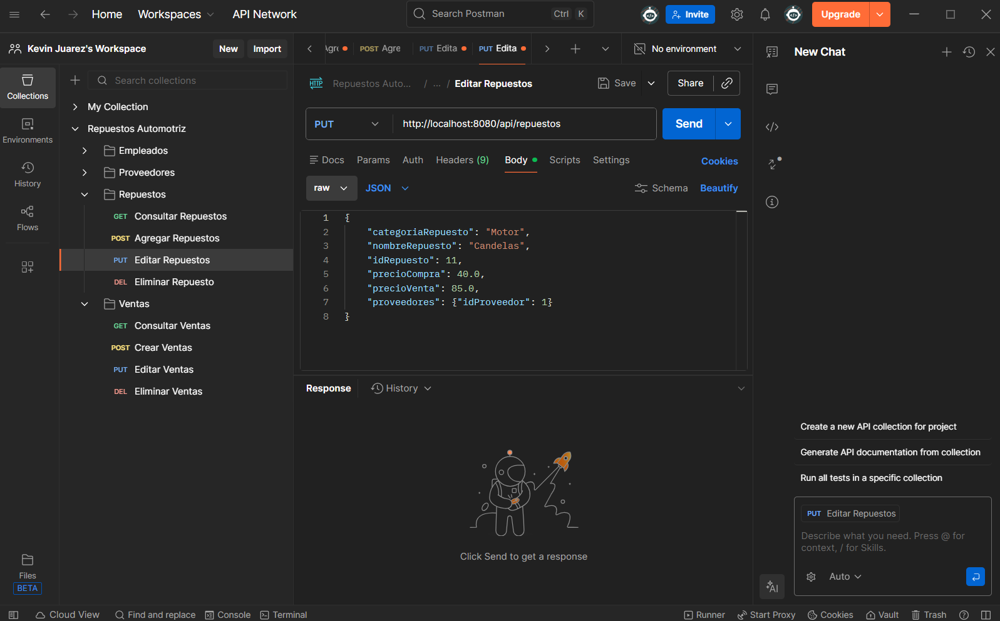 Home Workspaces API Network
Search Postman Ctrl K
Invite
Upgrade
Kevin Juarez's Workspace
New Import
POST Agre
PUT Edita
PUT Edita
No environment
New Chat
Collections
Environments
History
Flows
Files
BETA
Search collections
My Collection
Repuestos Automotriz
Empleados
Proveedores
Repuestos
GET Consultar Repuestos
POST Agregar Repuestos
PUT Editar Repuestos
DEL Eliminar Repuesto
Ventas
GET Consultar Ventas
POST Crear Ventas
PUT Editar Ventas
DEL Eliminar Ventas
HTTP Repuestos Auto... / ... / Editar Repuestos
Save
Share
PUT http://localhost:8080/api/repuestos
Send
Docs Params Auth Headers (9) Body Scripts Settings
Cookies
raw JSON
Schema Beautify
1 {
2 "categoriaRepuesto": "Motor",
3 "nombreRepuesto": "Candelas",
4 "idRepuesto": 11,
5 "precioCompra": 40.0,
6 "precioVenta": 85.0,
7 "proveedores": {"idProveedor": 1}
8 }
Response History
Click Send to get a response
Create a new API collection for project
Generate API documentation from collection
Run all tests in a specific collection
PUT Editar Repuestos
Describe what you need. Press @ for
context, / for Skills.
Auto
AI
Cloud View Find and replace Console Terminal
Runner Start Proxy Cookies Vault Trash